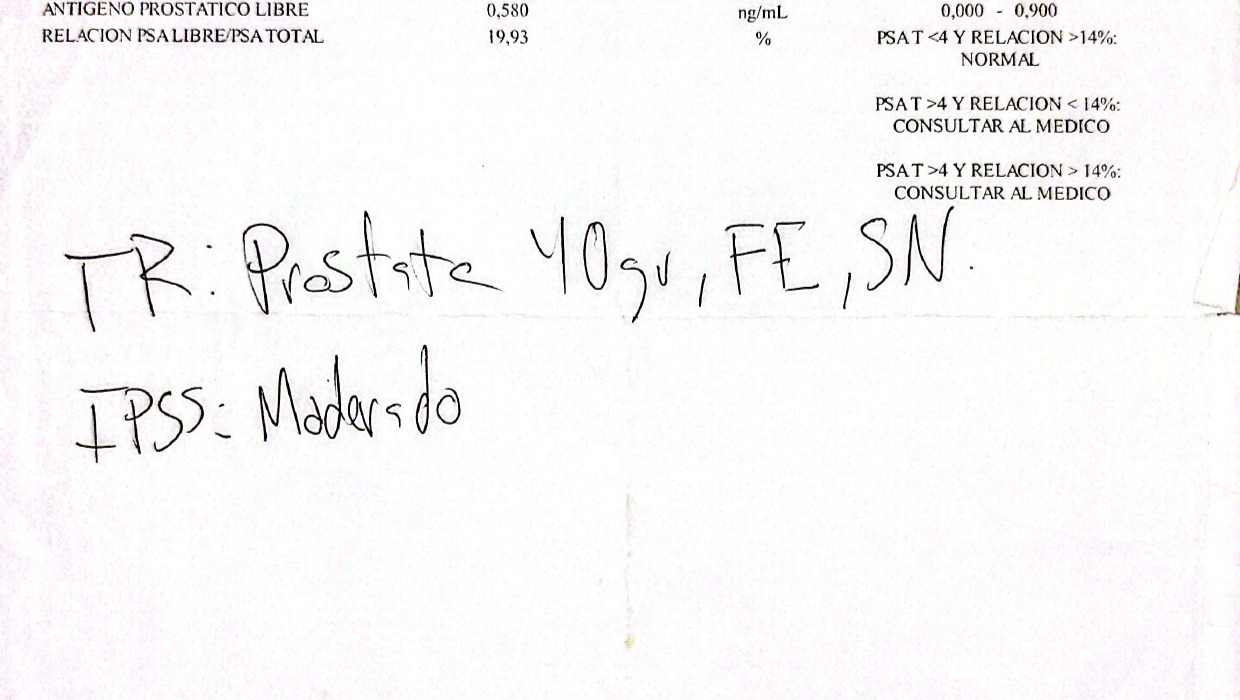 ANTIGENO PROSTATICO LIBRE 0,580 ng/mL 0,000 - 0,900
RELACION PSA LIBRE/PSA TOTAL 19,93 % PSA T <4 Y RELACION >14%:
NORMAL
PSA T >4 Y RELACION < 14%:
CONSULTAR AL MEDICO
PSA T >4 Y RELACION > 14%:
CONSULTAR AL MEDICO
TR: Prostata 40gr, FE, SN.
IPSS: Moderado